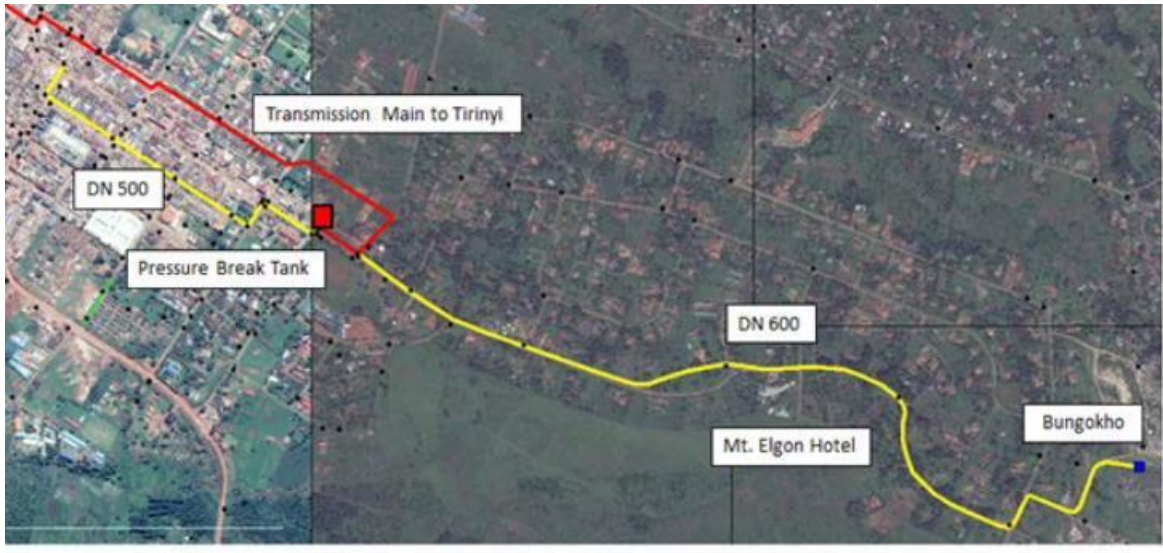 Transmission Main to Tirinyi
DN 500
Pressure Break Tank
DN 600
Bungokho
Mt. Elgon Hotel